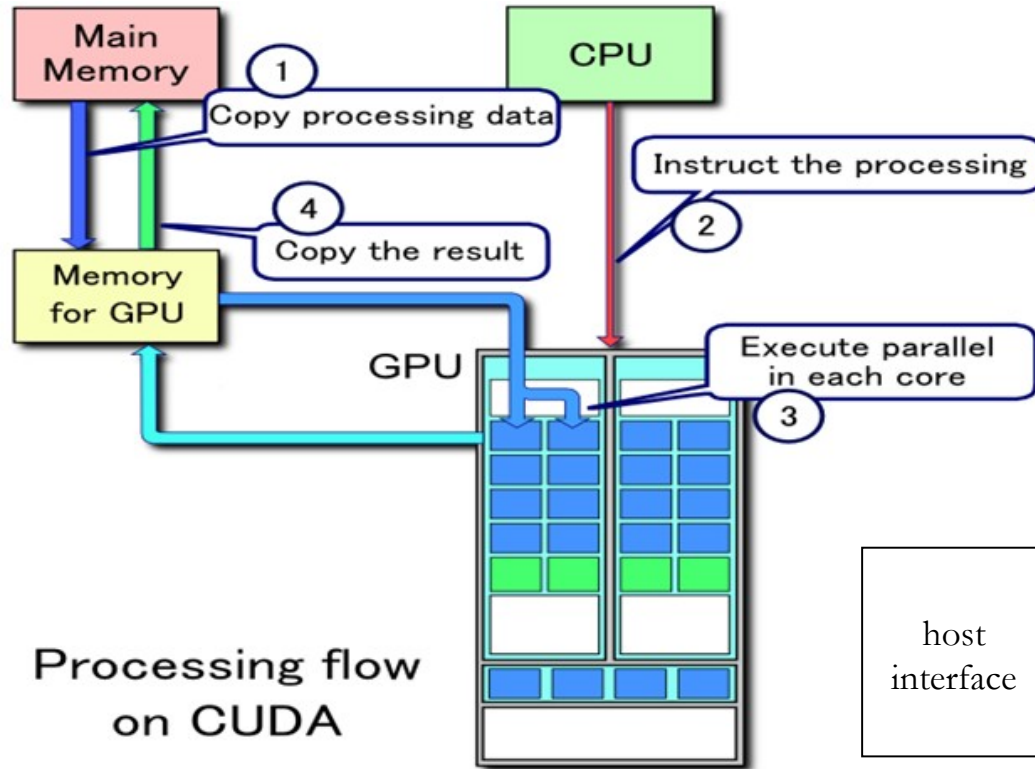 Main
Memory
CPU
1
Copy processing data
Instruct the processing
2
4
Copy the result
Memory
for GPU
GPU
Execute parallel
in each core
3
host
interface
Processing flow
on CUDA